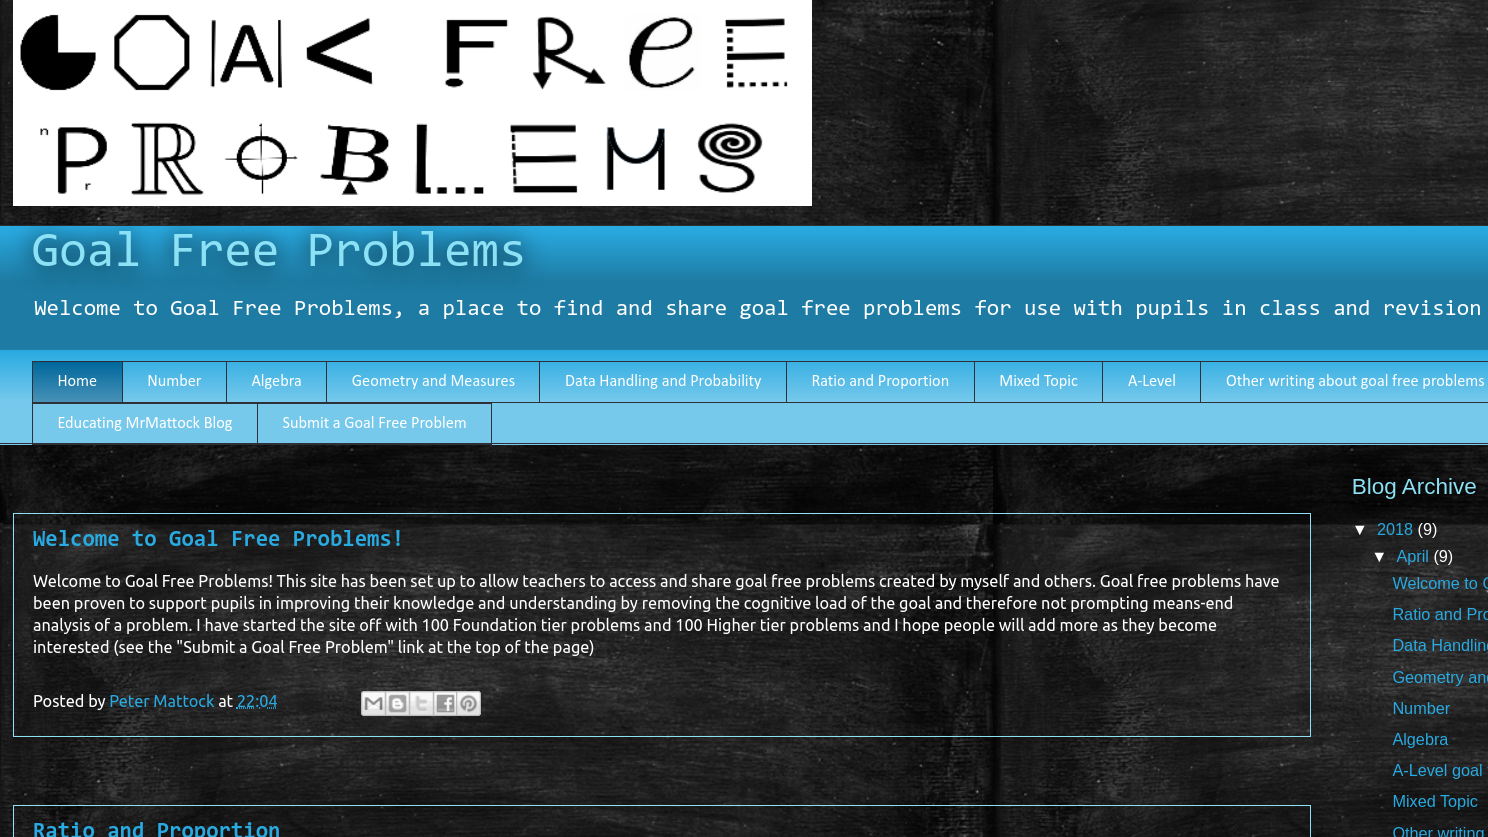 GOAL FREE
nPr ROBLEMS
Goal Free Problems
Welcome to Goal Free Problems, a place to find and share goal free problems for use with pupils in class and revision
Home Number Algebra Geometry and Measures Data Handling and Probability Ratio and Proportion Mixed Topic A-Level Other writing about goal free problems
Educating MrMattock Blog Submit a Goal Free Problem
Blog Archive
▼ 2018 (9)
▼ April (9)
Welcome to
Ratio and
Data
Geometry
Number
Algebra
A-Level goal
Mixed Topic
Other writing
Welcome to Goal Free Problems!
Welcome to Goal Free Problems! This site has been set up to allow teachers to access and share goal free problems created by myself and others. Goal free problems have
been proven to support pupils in improving their knowledge and understanding by removing the cognitive load of the goal and therefore not prompting means-end
analysis of a problem. I have started the site off with 100 Foundation tier problems and 100 Higher tier problems and I hope people will add more as they become
interested (see the "Submit a Goal Free Problem" link at the top of the page)
Posted by Peter Mattock at 22:04
Ratio and Proportion